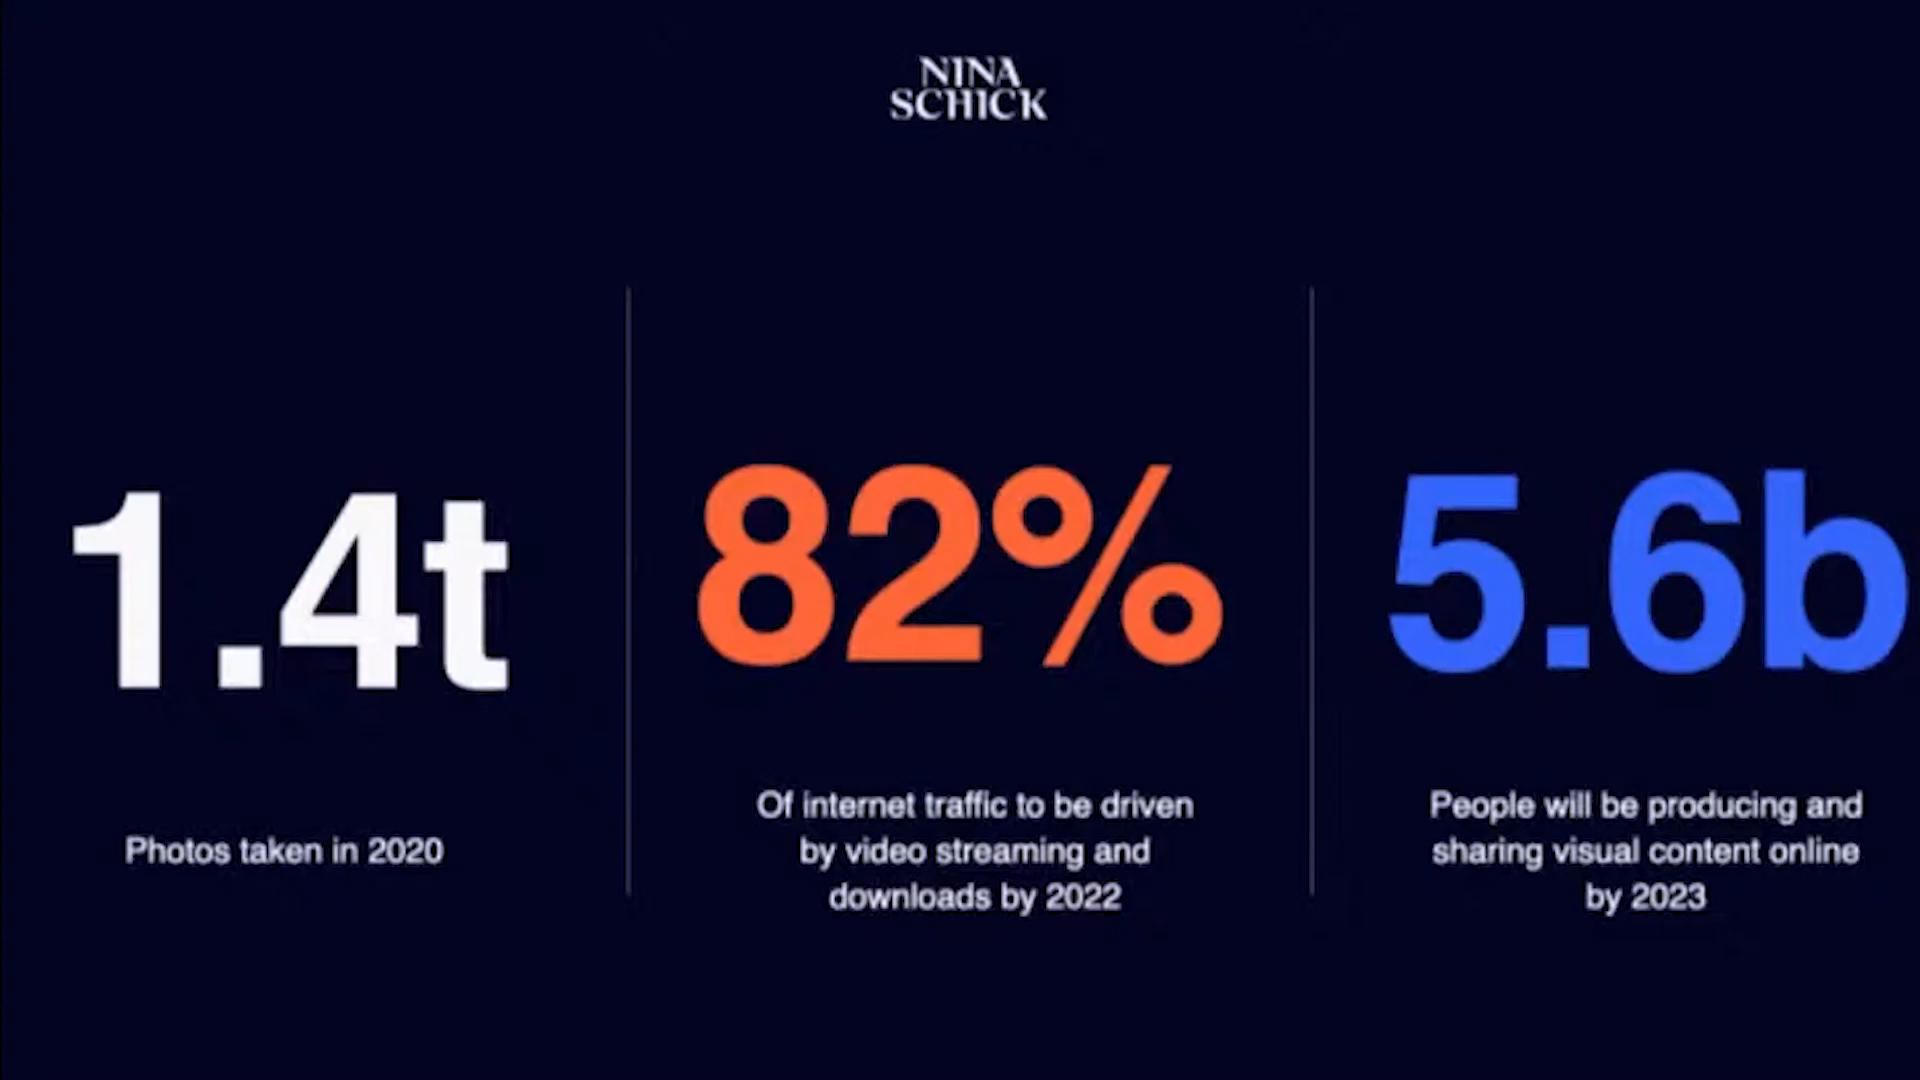 NINA
SCHICK
1.4t
Photos taken in 2020
82%
Of internet traffic to be driven
by video streaming and
downloads by 2022
5.6b
People will be producing and
sharing visual content online
by 2023